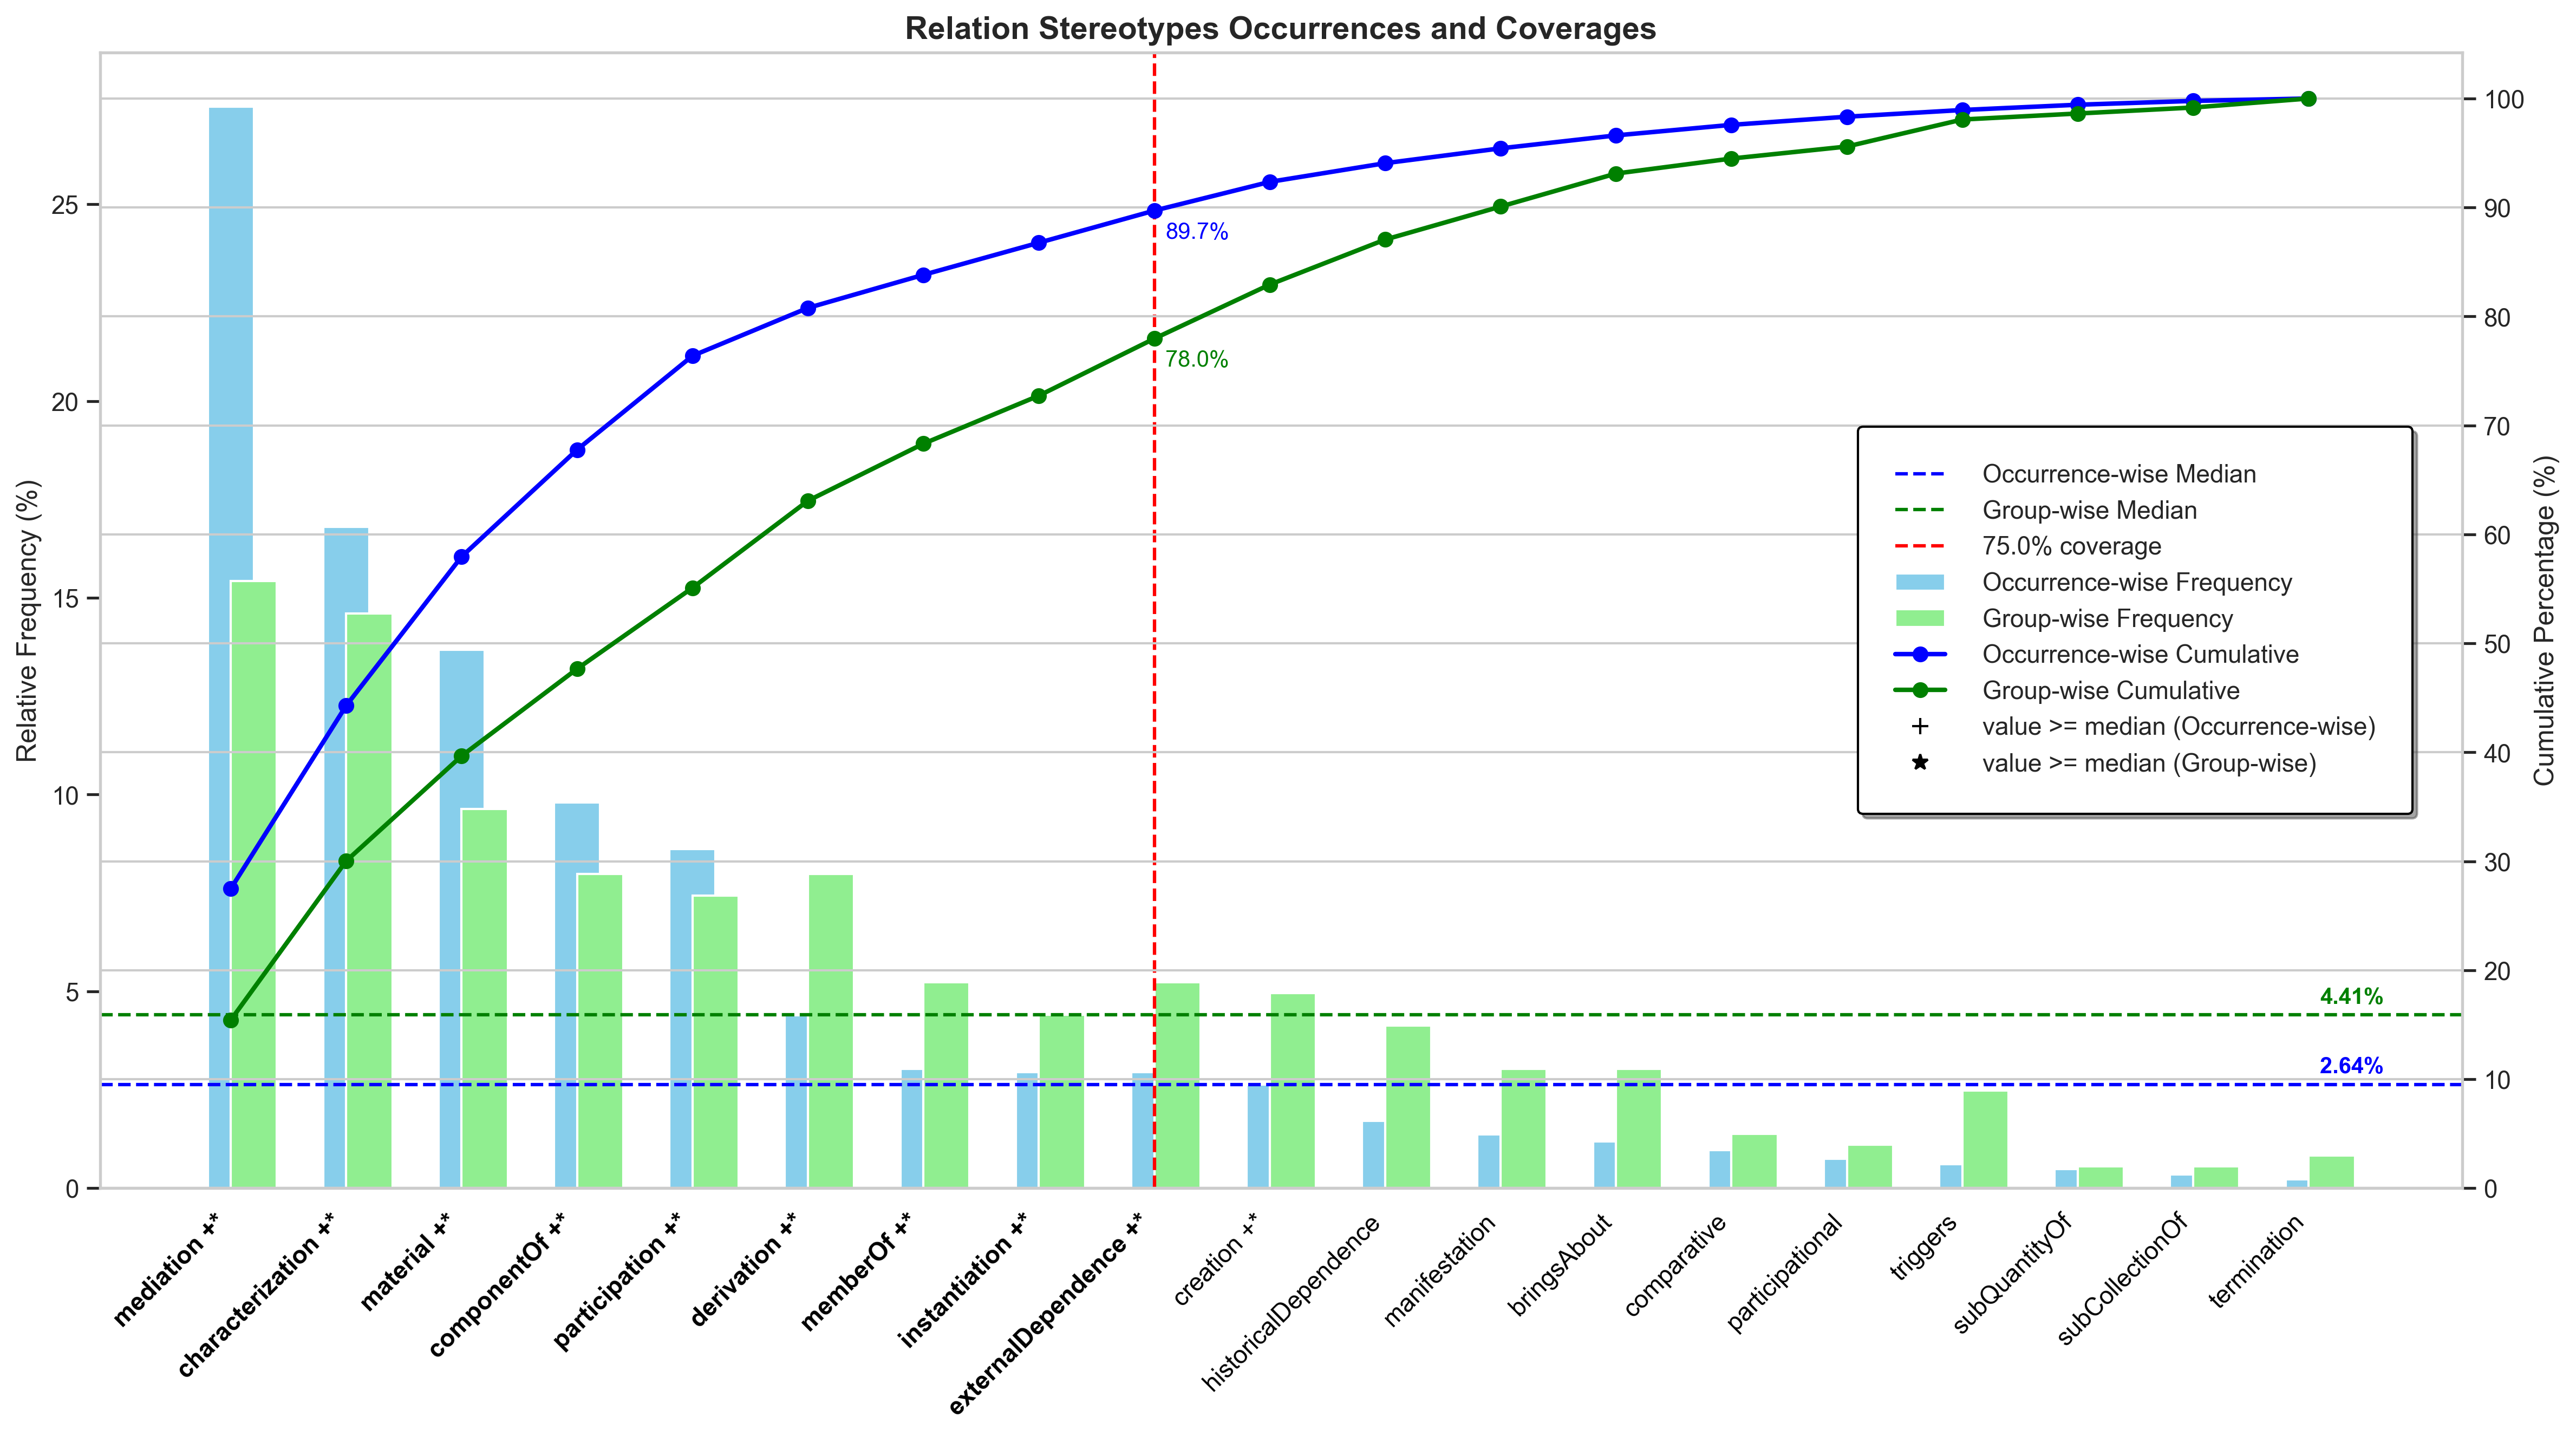 Relation Stereotypes Occurrences and Coverages
Relative Frequency (%)
25
20
15
10
5
0
100
90
80
70
60
50
40
30
20
10
0
Cumulative Percentage (%)
89.7%
78.0%
4.41%
2.64%
Occurrence-wise Median
Group-wise Median
75.0% coverage
Occurrence-wise Frequency
Group-wise Frequency
Occurrence-wise Cumulative
Group-wise Cumulative
value >= median (Occurrence-wise)
value >= median (Group-wise)
mediation +*
characterization +*
material +*
componentOf +*
participation +*
derivation +*
memberOf +*
instantiation +*
externalDependence +*
creation +*
historicalDependence
manifestation
bringsAbout
comparative
participational
triggers
subQuantityOf
subCollectionOf
termination